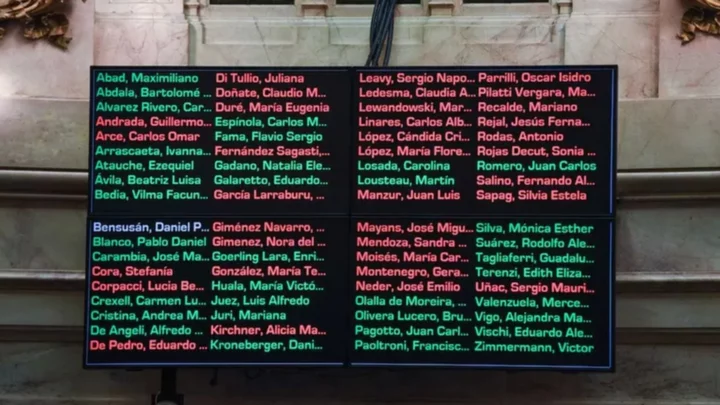 Abad, Maximiliano
Abdala, Bartolomé ...
Alvarez Rivero, Car...
Andrada, Guillermo...
Arce, Carlos Omar
Arrascaeta, Ivanna...
Atauche, Ezequiel
Ávila, Beatriz Luisa
Bedia, Vilma Facun...
Di Tullio, Juliana
Doñate, Claudio M...
Duré, María Eugenia
Espínola, Carlos M...
Fama, Flavio Sergio
Fernández Sagasti,...
Gadano, Natalia Ele...
Galaretto, Eduardo...
García Larraburu, ...
Leavy, Sergio Napo...
Ledesma, Claudia A...
Lewandowski, Mar...
Linares, Carlos Alb...
López, Cándida Cri...
López, María Flore...
Losada, Carolina
Lousteau, Martín
Manzur, Juan Luis
Parrilli, Oscar Isidro
Pilatti Vergara, Ma...
Recalde, Mariano
Rejal, Jesús Ferna...
Rodas, Antonio
Rojas Decut, Sonia ...
Romero, Juan Carlos
Salino, Fernando Al...
Sapag, Silvia Estela
Bensusán, Daniel P...
Blanco, Pablo Daniel
Carambia, José Ma...
Cora, Stefanía
Corpacci, Lucia Be...
Crexell, Carmen Lu...
Cristina, Andrea M...
De Angeli, Alfredo ...
De Pedro, Eduardo ...
Giménez Navarro, ...
Gimenez, Nora del ...
Goerling Lara, Enri...
González, María Te...
Huala, María Victó...
Juez, Luis Alfredo
Juri, Mariana
Kirchner, Alicia Ma...
Kroneberger, Dani...
Mayans, José Migu...
Mendoza, Sandra ...
Moisés, María Car...
Montenegro, Gera...
Neder, José Emilio
Olalla de Moreira, ...
Olivera Lucero, Bru...
Pagotto, Juan Carl...
Paoltroni, Francisc...
Silva, Mónica Esther
Suárez, Rodolfo Ale...
Tagliaferri, Guadalu...
Terenzi, Edith Eliza...
Uñac, Sergio Mauri...
Valenzuela, Merce...
Vigo, Alejandra Ma...
Vischi, Eduardo Ale...
Zimmermann, Victor